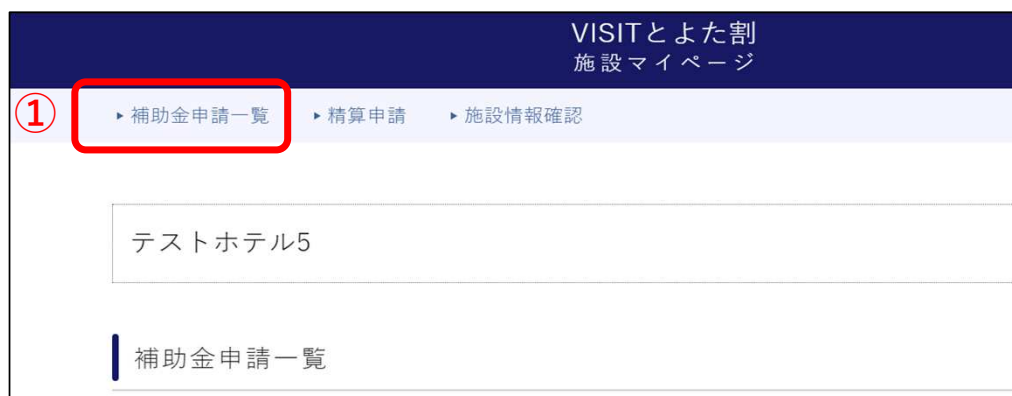 VISITとよた割
施設マイページ
① ▸補助金申請一覧 ▸精算申請 ▸施設情報確認
テストホテル5
補助金申請一覧